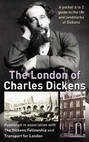 A pocket A to Z
guide to the life
and landmarks
of Dickens
The London of
Charles Dickens
Published in association with
The Dickens Fellowship and
Transport for London